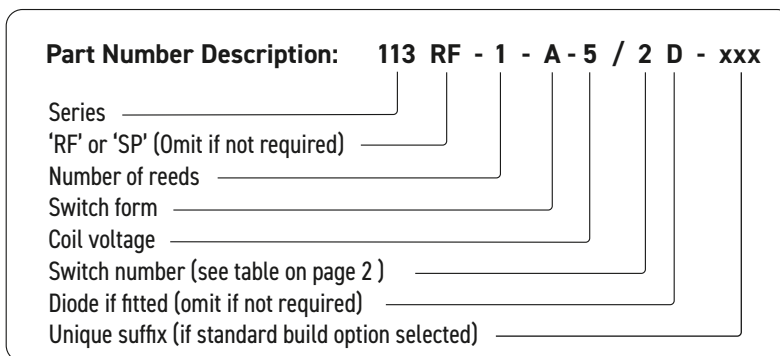 Part Number Description: 113 RF - 1 - A - 5 / 2 D - xxx
Series
‘RF’ or ‘SP’ (Omit if not required)
Number of reeds
Switch form
Coil voltage
Switch number (see table on page 2 )
Diode if fitted (omit if not required)
Unique suffix (if standard build option selected)